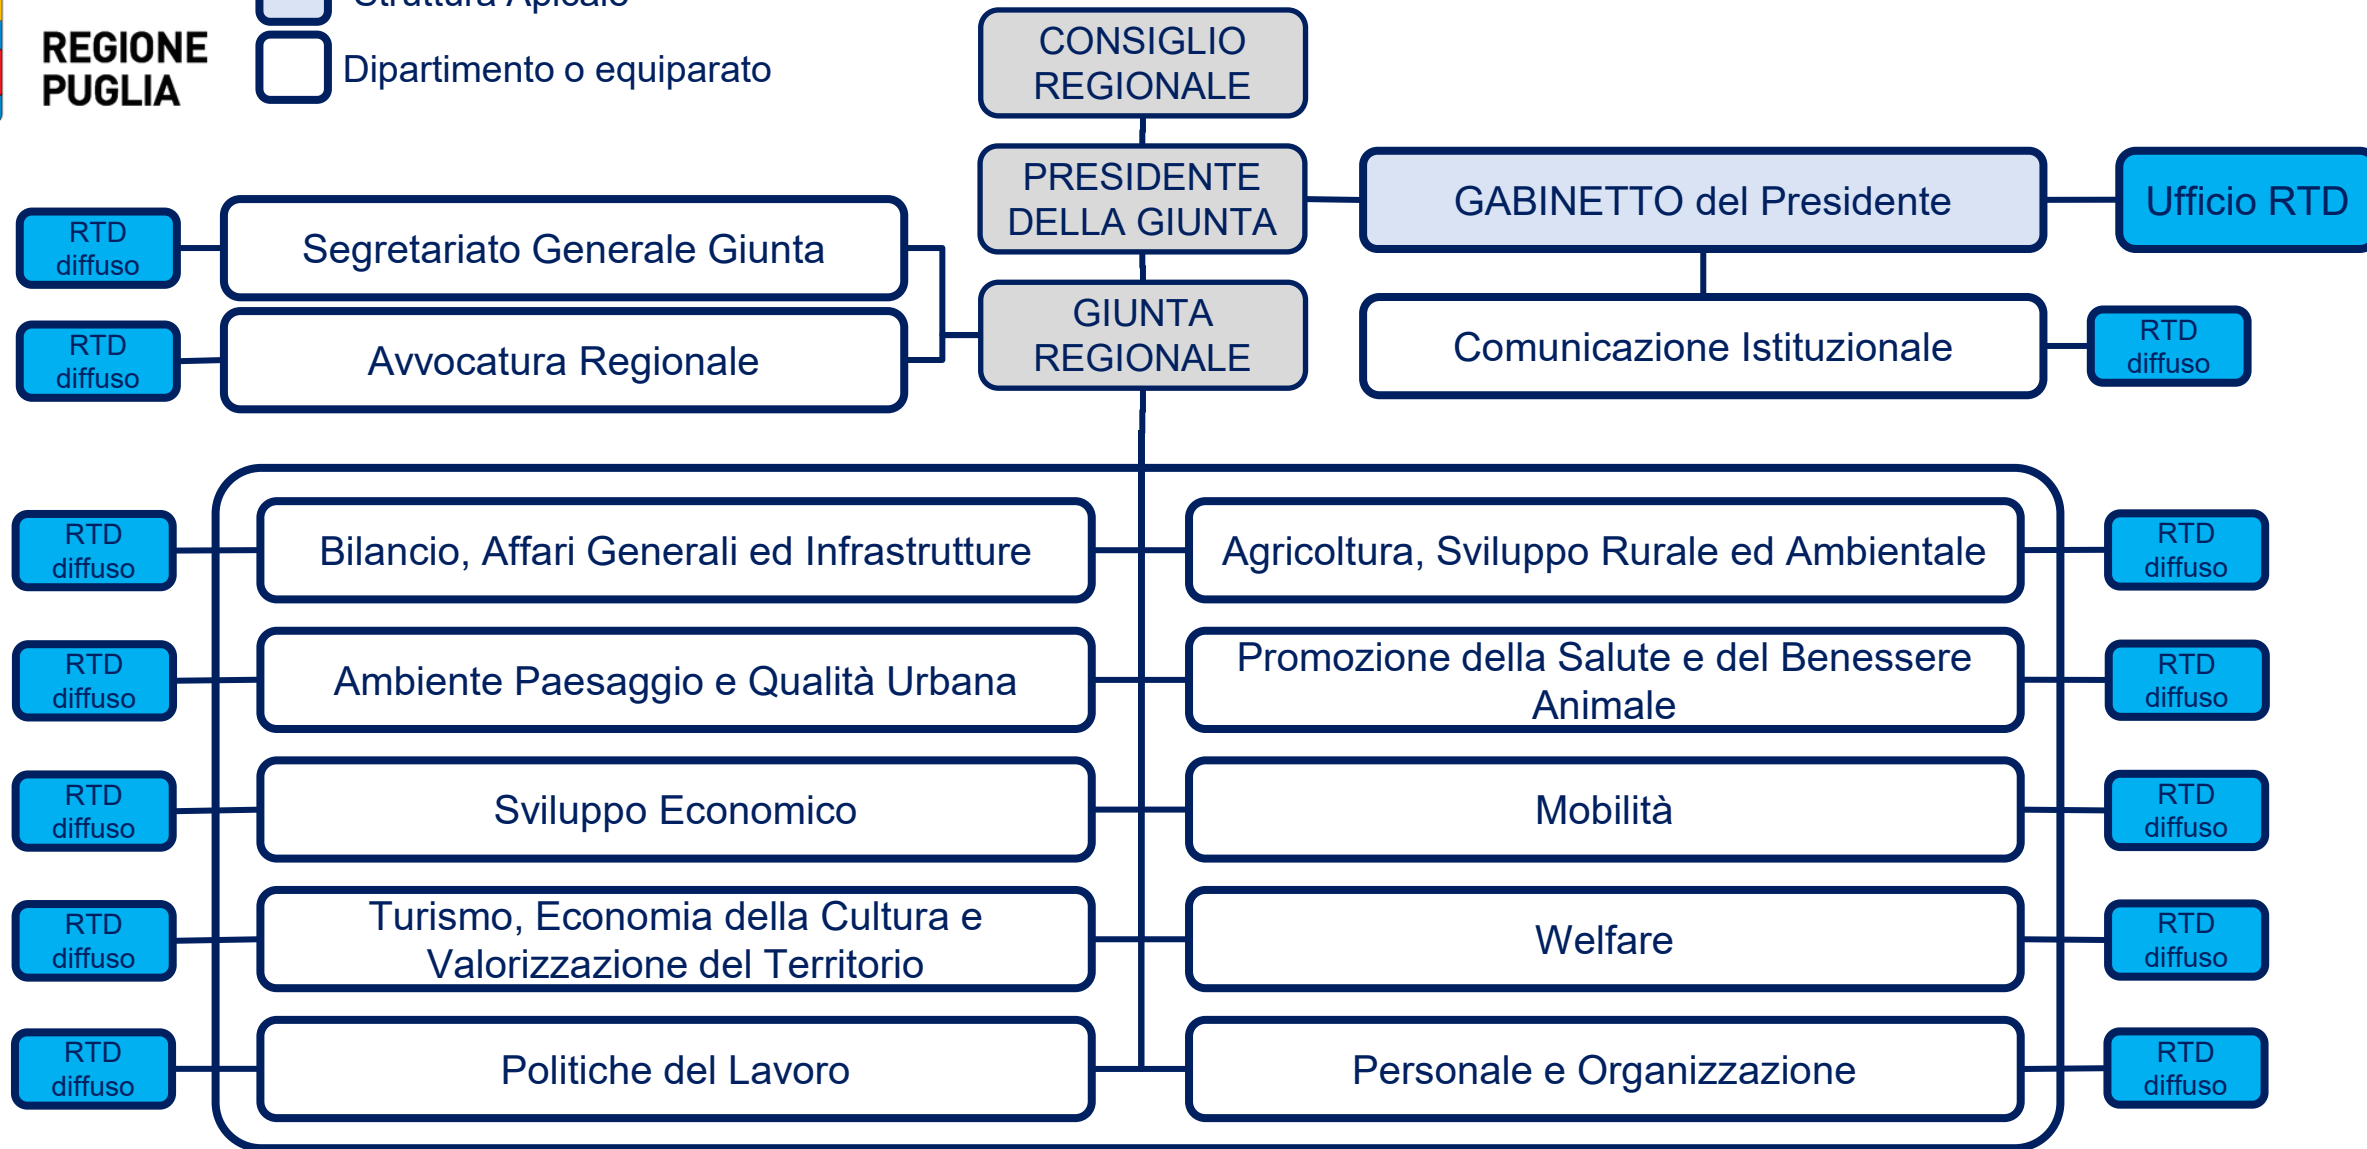 Struttura Apicale
REGIONE
PUGLIA
Dipartimento o equiparato
CONSIGLIO
REGIONALE
PRESIDENTE
DELLA GIUNTA
GABINETTO del Presidente
Ufficio RTD
RTD
diffuso
Segretariato Generale Giunta
GIUNTA
REGIONALE
Comunicazione Istituzionale
RTD
diffuso
RTD
diffuso
Avvocatura Regionale
RTD
diffuso
Bilancio, Affari Generali ed Infrastrutture
Agricoltura, Sviluppo Rurale ed Ambientale
RTD
diffuso
RTD
diffuso
Ambiente Paesaggio e Qualità Urbana
Promozione della Salute e del Benessere
Animale
RTD
diffuso
RTD
diffuso
Sviluppo Economico
Mobilità
RTD
diffuso
RTD
diffuso
Turismo, Economia della Cultura e
Valorizzazione del Territorio
Welfare
RTD
diffuso
RTD
diffuso
Politiche del Lavoro
Personale e Organizzazione
RTD
diffuso